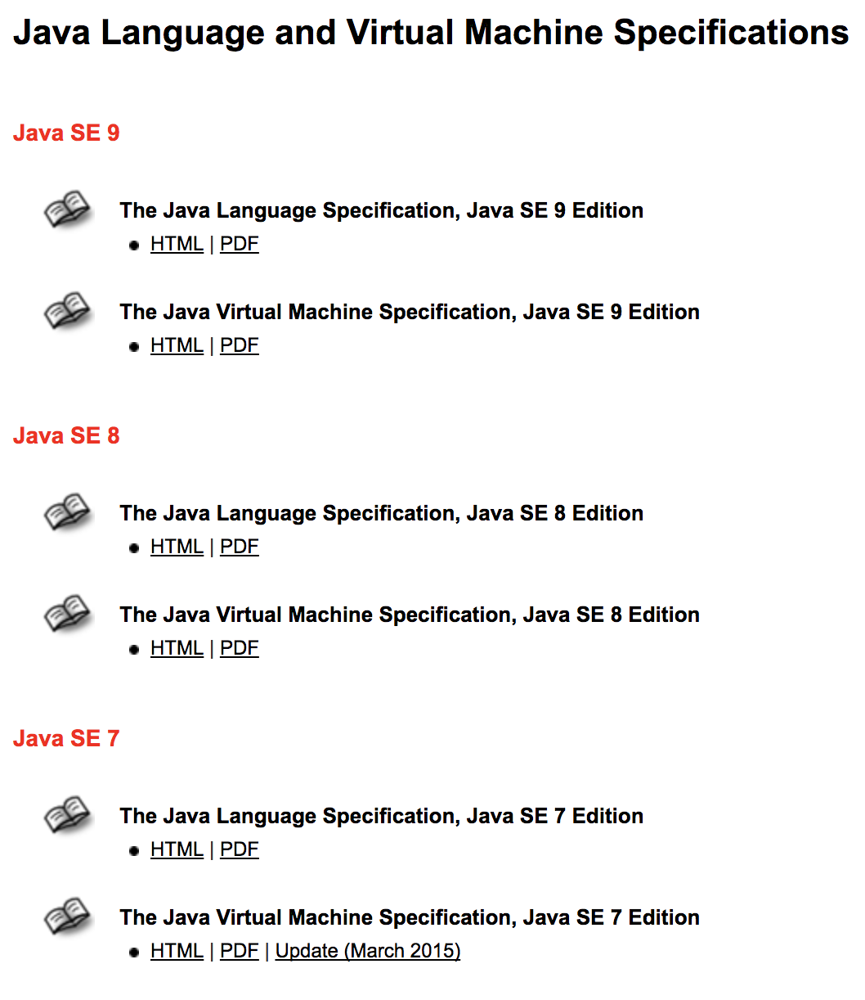 Java Language and Virtual Machine Specifications
Java SE 9
The Java Language Specification, Java SE 9 Edition
• HTML | PDF
The Java Virtual Machine Specification, Java SE 9 Edition
• HTML | PDF
Java SE 8
The Java Language Specification, Java SE 8 Edition
• HTML | PDF
The Java Virtual Machine Specification, Java SE 8 Edition
• HTML | PDF
Java SE 7
The Java Language Specification, Java SE 7 Edition
• HTML | PDF
The Java Virtual Machine Specification, Java SE 7 Edition
• HTML | PDF | Update (March 2015)